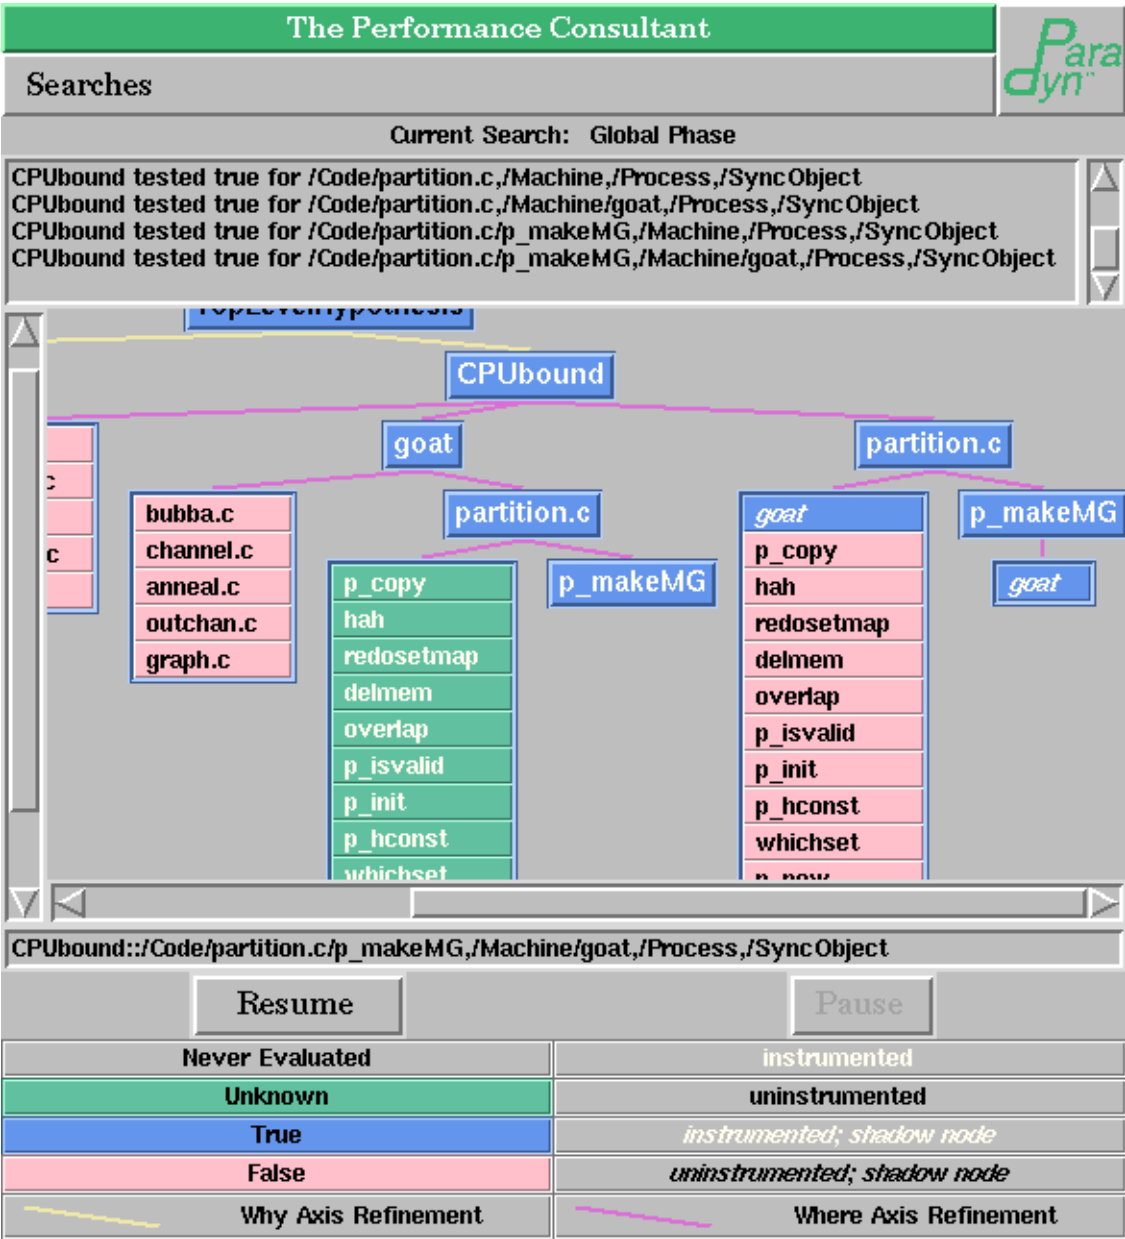 The Performance Consultant
Paradyn™
Searches
Current Search: Global Phase
CPUbound tested true for /Code/partition.c,/Machine,/Process,/SyncObject
CPUbound tested true for /Code/partition.c,/Machine/goat,/Process,/SyncObject
CPUbound tested true for /Code/partition.c/p_makeMG,/Machine,/Process,/SyncObject
CPUbound tested true for /Code/partition.c/p_makeMG,/Machine/goat,/Process,/SyncObject
TopLevelHypothesis
CPUbound
goat
partition.c
c
c
bubba.c
channel.c
anneal.c
outchan.c
graph.c
partition.c
p_copy
hah
redosetmap
delmem
overlap
p_isvalid
p_init
p_hconst
whichset
p_makeMG
goat
p_copy
hah
redosetmap
delmem
overlap
p_isvalid
p_init
p_hconst
whichset
p_makeMG
goat
CPUbound::/Code/partition.c/p_makeMG,/Machine/goat,/Process,/SyncObject
Resume
Pause
Never Evaluated
instrumented
Unknown
uninstrumented
True
instrumented; shadow node
False
uninstrumented; shadow node
Why Axis Refinement
Where Axis Refinement